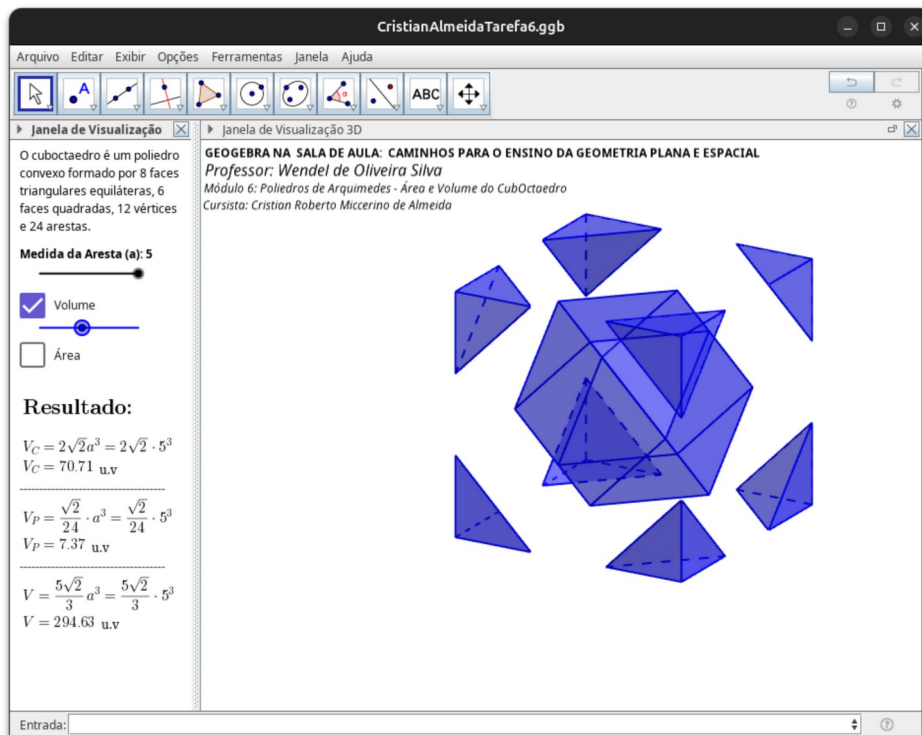 CristianAlmeidaTarefa6.ggb
Arquivo Editar Exibir Opções Ferramentas Janela Ajuda
A
α
ABC
Janela de Visualização
Janela de Visualização 3D
O cuboctaedro é um poliedro
convexo formado por 8 faces
triangulares equiláteras, 6
faces quadradas, 12 vértices
e 24 arestas.
Medida da Aresta (a): 5
Volume
Área
Resultado:
V_C = 2√2a³ = 2√2 · 5³
V_C = 70.71 u.v
V_P = √2/24 · a³ = √2/24 · 5³
V_P = 7.37 u.v
V = 5√2/3 a³ = 5√2/3 · 5³
V = 294.63 u.v
GEOGEBRA NA SALA DE AULA: CAMINHOS PARA O ENSINO DA GEOMETRIA PLANA E ESPACIAL
Professor: Wendel de Oliveira Silva
Módulo 6: Poliedros de Arquimedes - Área e Volume do CubOctaedro
Cursista: Cristian Roberto Miccerino de Almeida
Entrada: